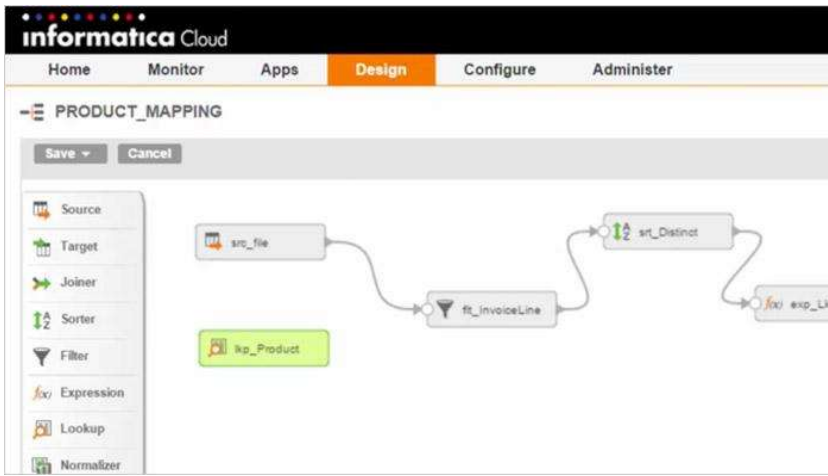 informatica Cloud
Home Monitor Apps Design Configure Administer
PRODUCT_MAPPING
Save Cancel
Source
Target
Joiner
Sorter
Filter
Expression
Lookup
Normalizer
src_file
lkp_Product
flt_InvoiceLine
srt_Distinct
f(x) exp_Lk